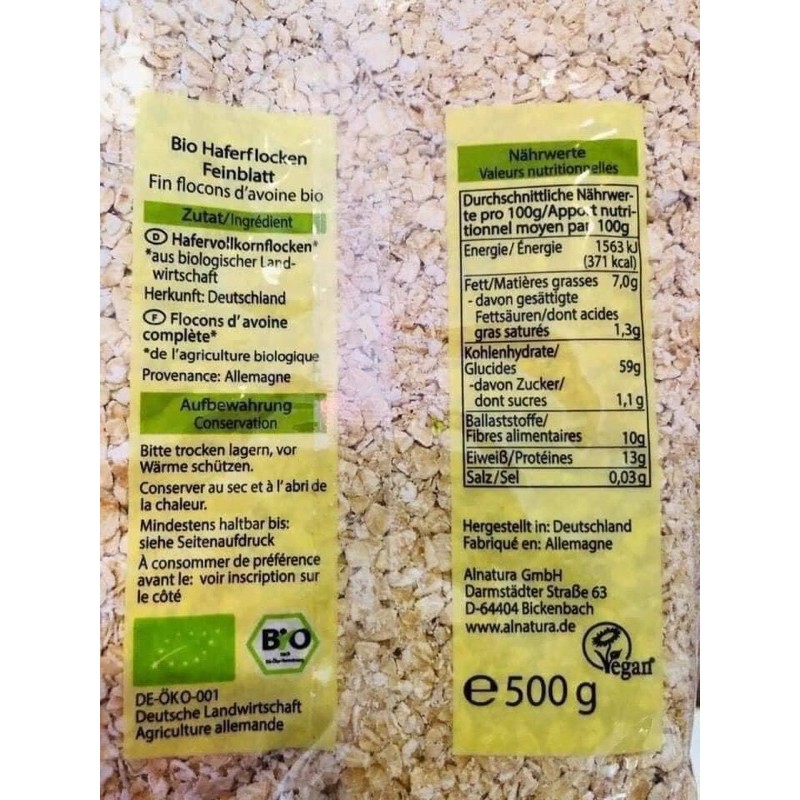 Bio Haferflocken
Feinblatt
Fin flocons d'avoine bio
Zutat/Ingrédient
D Hafervollkornflocken*
*aus biologischer Land-
wirtschaft
Herkunft: Deutschland
F Flocons d'avoine
complète*
*de l'agriculture biologique
Provenance: Allemagne
Aufbewahrung
Conservation
Bitte trocken lagern, vor
Wärme schützen.
Conserver au sec et à l'abri de
la chaleur.
Mindestens haltbar bis:
siehe Seitenaufdruck
À consommer de préférence
avant le: voir inscription sur
le côté
BIO
nach
DE-ÖKO-001
Deutsche Landwirtschaft
Agriculture allemande
Nährwerte
Valeurs nutritionnelles
Durchschnittliche Nährwer-
te pro 100g/Apport nutri-
tionnel moyen par 100g
Energie/Énergie 1563 kJ
(371 kcal)
Fett/Matières grasses 7,0g
- davon gesättigte
Fettsäuren/dont acides
gras saturés 1,3g
Kohlenhydrate/
Glucides 59g
-davon Zucker/
dont sucres 1,1g
Ballaststoffe/
Fibres alimentaires 10g
Eiweiß/Protéines 13g
Salz/Sel 0,03g
Hergestellt in: Deutschland
Fabriqué en: Allemagne
Alnatura GmbH
Darmstädter Straße 63
D-64404 Bickenbach
www.alnatura.de
Vegan
e 500 g